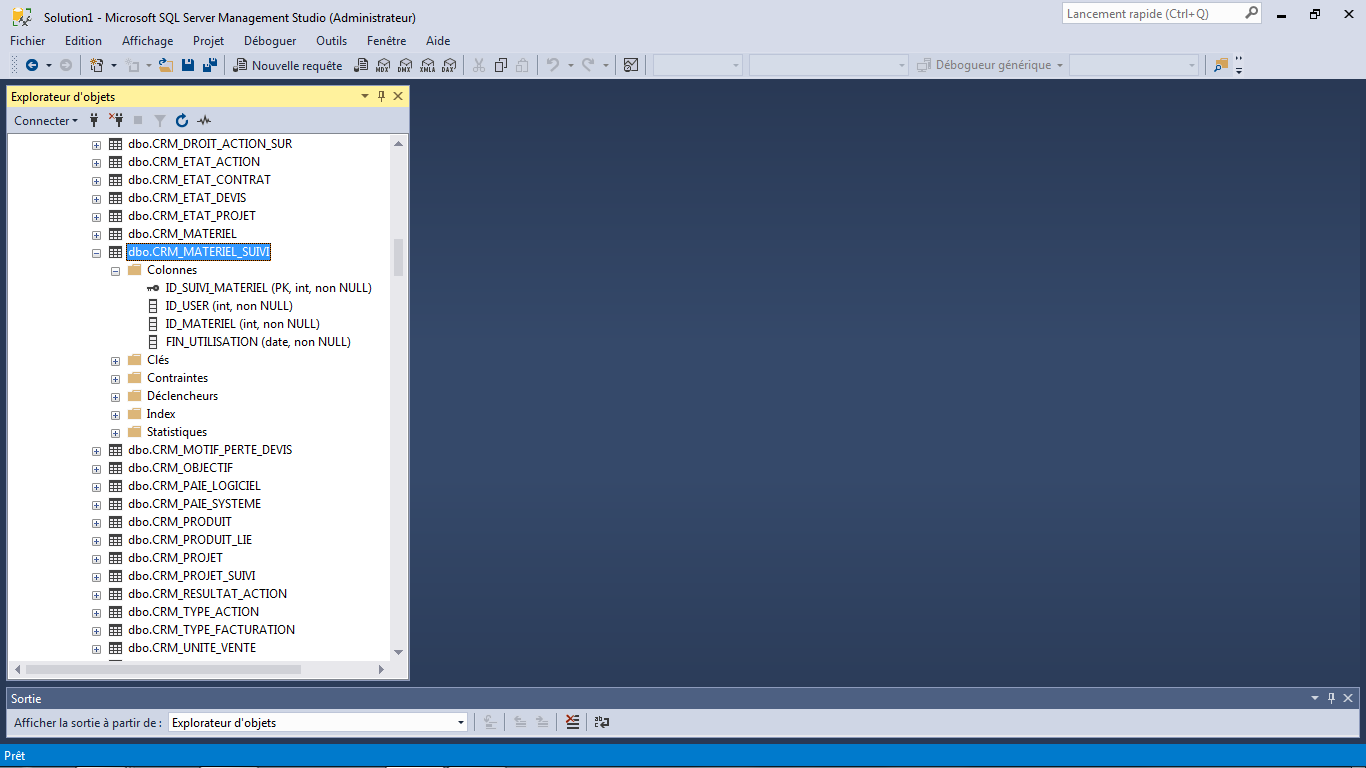 Solution1 - Microsoft SQL Server Management Studio (Administrateur)
Lancement rapide (Ctrl+Q)
Fichier Edition Affichage Projet Déboguer Outils Fenêtre Aide
Nouvelle requête MDX DMX XMLA DAX Débogueur générique
Explorateur d'objets
Connecter
dbo.CRM_DROIT_ACTION_SUR
dbo.CRM_ETAT_ACTION
dbo.CRM_ETAT_CONTRAT
dbo.CRM_ETAT_DEVIS
dbo.CRM_ETAT_PROJET
dbo.CRM_MATERIEL
dbo.CRM_MATERIEL_SUIVI
Colonnes
ID_SUIVI_MATERIEL (PK, int, non NULL)
ID_USER (int, non NULL)
ID_MATERIEL (int, non NULL)
FIN_UTILISATION (date, non NULL)
Clés
Contraintes
Déclencheurs
Index
Statistiques
dbo.CRM_MOTIF_PERTE_DEVIS
dbo.CRM_OBJECTIF
dbo.CRM_PAIE_LOGICIEL
dbo.CRM_PAIE_SYSTEME
dbo.CRM_PRODUIT
dbo.CRM_PRODUIT_LIE
dbo.CRM_PROJET
dbo.CRM_PROJET_SUIVI
dbo.CRM_RESULTAT_ACTION
dbo.CRM_TYPE_ACTION
dbo.CRM_TYPE_FACTURATION
dbo.CRM_UNITE_VENTE
Sortie
Afficher la sortie à partir de : Explorateur d'objets
Prêt